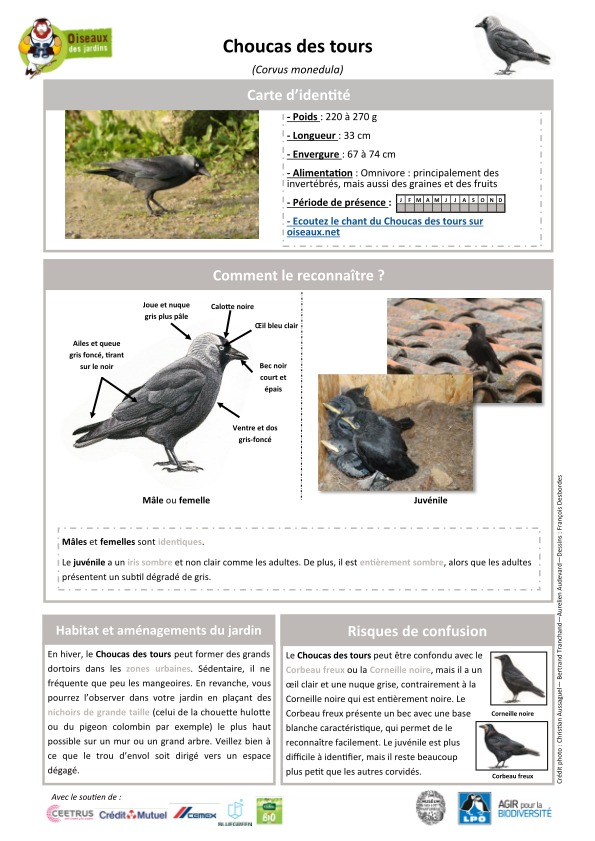 Oiseaux
des jardins
Choucas des tours
(Corvus monedula)
Carte d'identité
- Poids : 220 à 270 g
- Longueur : 33 cm
- Envergure : 67 à 74 cm
- Alimentation : Omnivore : principalement des
invertébrés, mais aussi des graines et des fruits
- Période de présence : J F M A M J J A S O N D
- Ecoutez le chant du Choucas des tours sur
oiseaux.net
Comment le reconnaître ?
Joue et nuque
gris plus pâle
Calotte noire
Œil bleu clair
Ailes et queue
gris foncé, tirant
sur le noir
Bec noir
court et
épais
Ventre et dos
gris-foncé
Mâle ou femelle
Juvénile
Mâles et femelles sont identiques.
Le juvénile a un iris sombre et non clair comme les adultes. De plus, il est entièrement sombre, alors que les adultes
présentent un subtil dégradé de gris.
Habitat et aménagements du jardin
En hiver, le Choucas des tours peut former des grands
dortoirs dans les zones urbaines. Sédentaire, il ne
fréquente que peu les mangeoires. En revanche, vous
pourrez l'observer dans votre jardin en plaçant des
nichoirs de grande taille (celui de la chouette hulotte
ou du pigeon colombin par exemple) le plus haut
possible sur un mur ou un grand arbre. Veillez bien à
ce que le trou d'envol soit dirigé vers un espace
dégagé.
Risques de confusion
Le Choucas des tours peut être confondu avec le
Corbeau freux ou la Corneille noire, mais il a un
œil clair et une nuque grise, contrairement à la
Corneille noire qui est entièrement noire. Le
Corbeau freux présente un bec avec une base
blanche caractéristique, qui permet de le
reconnaître facilement. Le juvénile est plus
difficile à identifier, mais il reste beaucoup
plus petit que les autres corvidés.
Corneille noire
Corbeau freux
Crédit photo : Christian Aussaguel— Bertrand Tranchand—Aurelien Audevard—Dessins : François Desbordes
Avec le soutien de :
CEETRUS
Crédit Mutuel
CEMEX
BLUEGREEN
BiO
MUSÉUM
LPO
AGIR pour la
BIODIVERSITÉ